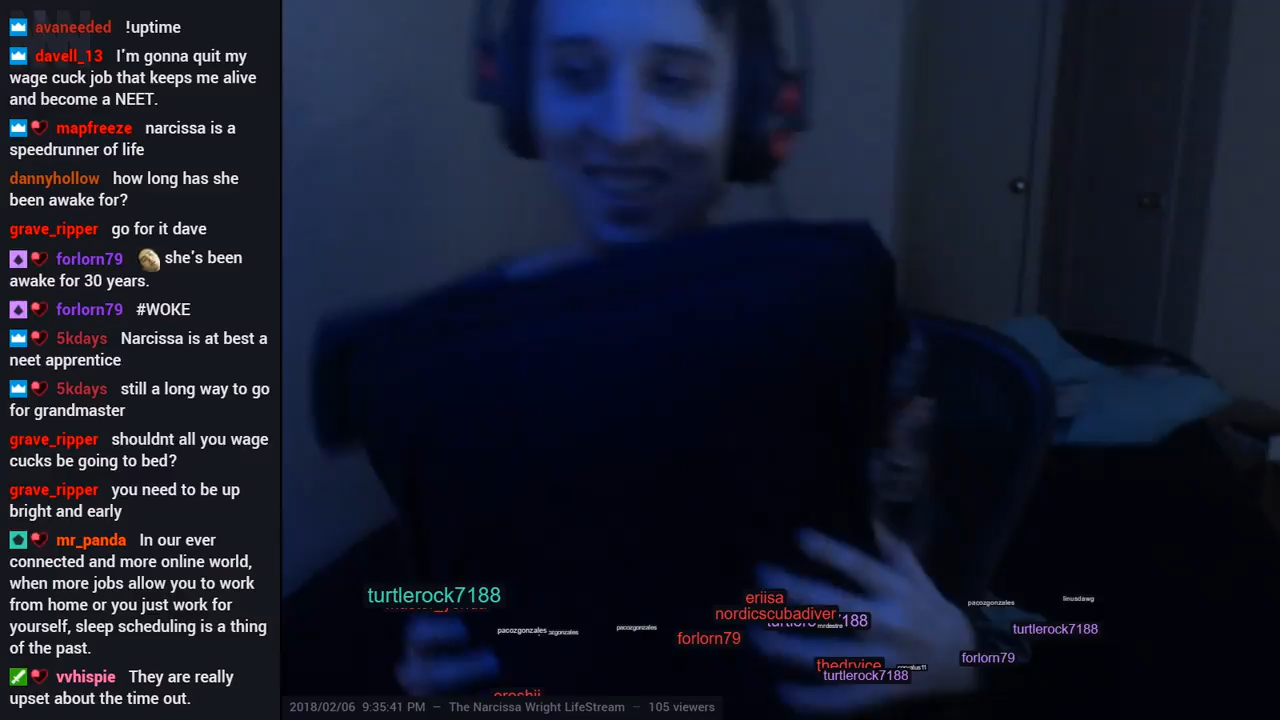 avaneeded !uptime
davell_13 I'm gonna quit my
wage cuck job that keeps me alive
and become a NEET.
mapfreeze narcissa is a
speedrunner of life
dannyhollow how long has she
been awake for?
grave_ripper go for it dave
forlorn79 she's been
awake for 30 years.
forlorn79 #WOKE
5kdays Narcissa is at best a
neet apprentice
5kdays still a long way to go
for grandmaster
grave_ripper shouldnt all you wage
cucks be going to bed?
grave_ripper you need to be up
bright and early
mr_panda In our ever
connected and more online world,
when more jobs allow you to work
from home or you just work for
yourself, sleep scheduling is a thing
of the past.
vvhispie They are really
upset about the time out.
turtlerock7188
eriisa
nordicscubadiver
pacozgonzales
linusdawg
pacozgonzales
pacozgonzales
forlorn79
turtlerock7188
forlorn79
thedrvice
turtlerock7188
2018/02/06 9:35:41 PM – The Narcissa Wright LifeStream – 105 viewers